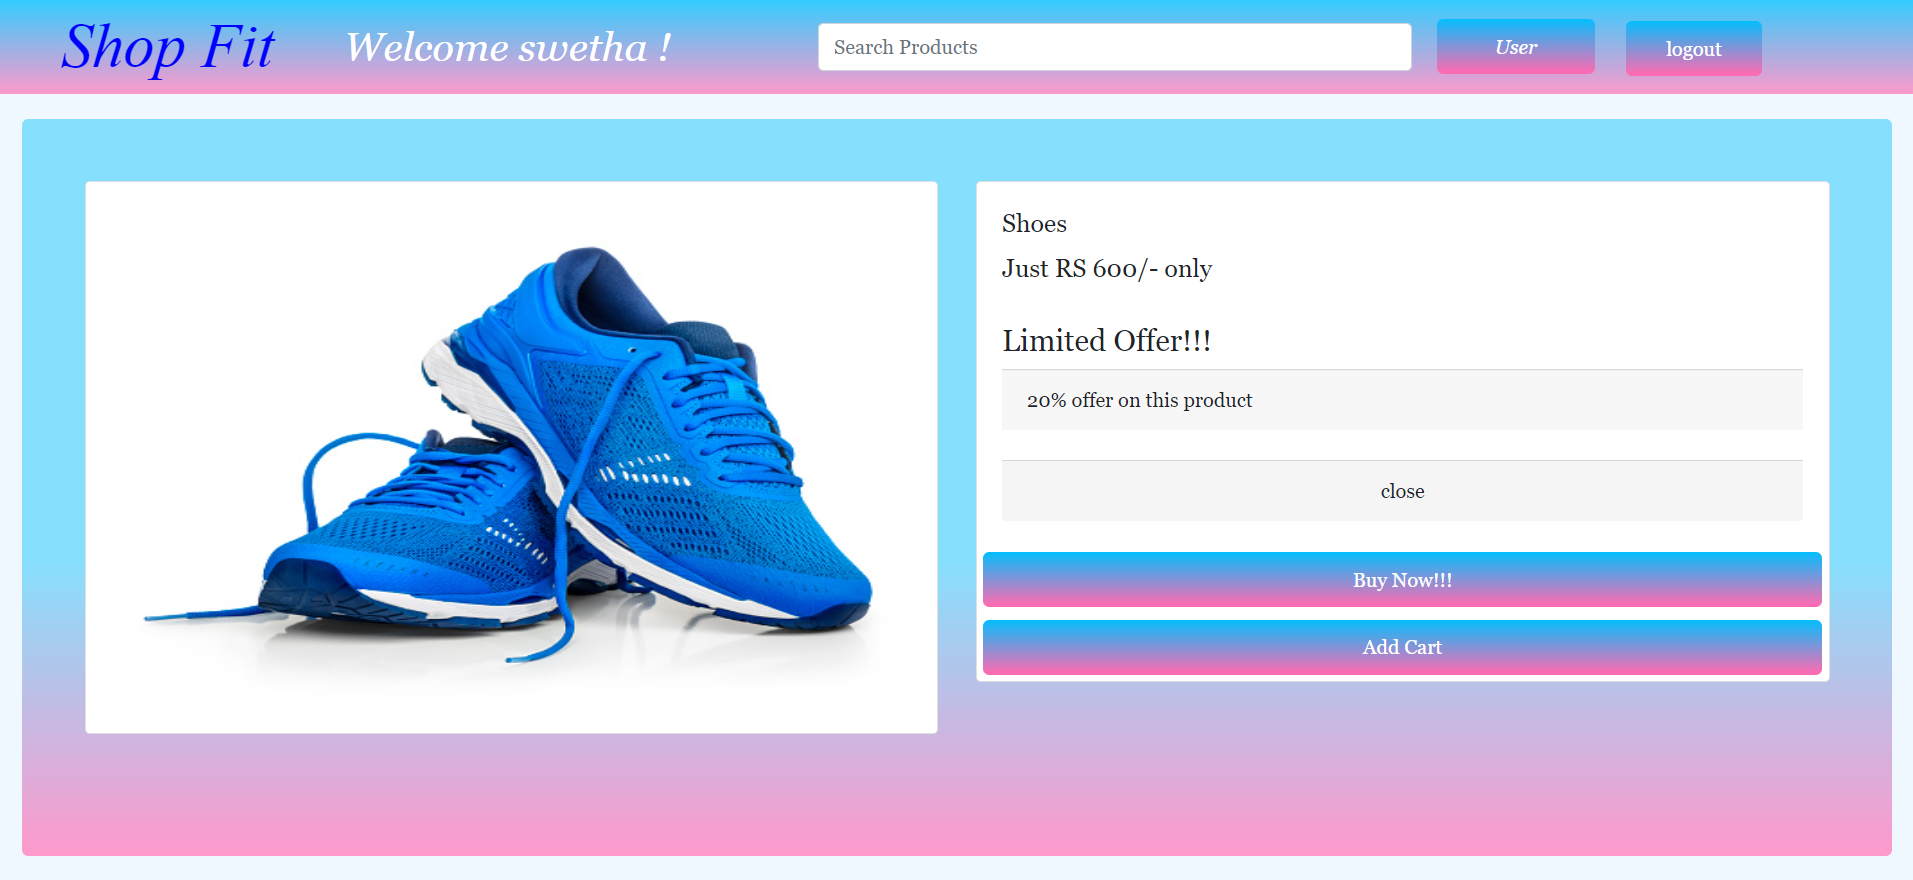 Shop Fit
Welcome swetha !
Search Products
User
logout
Shoes
Just RS 600/- only
Limited Offer!!!
20% offer on this product
close
Buy Now!!!
Add Cart